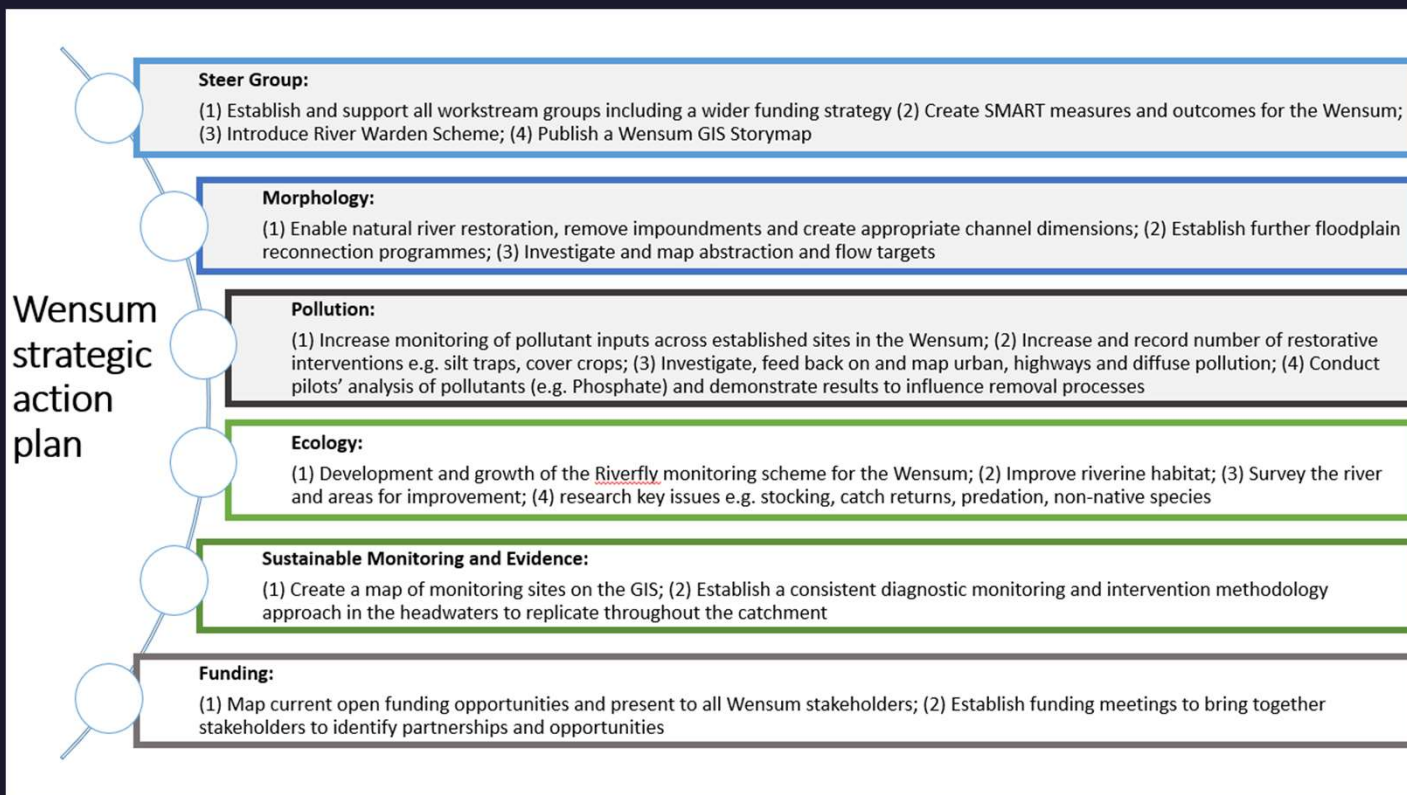 Wensum
strategic
action
plan
Steer Group:
(1) Establish and support all workstream groups including a wider funding strategy (2) Create SMART measures and outcomes for the Wensum;
(3) Introduce River Warden Scheme; (4) Publish a Wensum GIS Storymap
Morphology:
(1) Enable natural river restoration, remove impoundments and create appropriate channel dimensions; (2) Establish further floodplain
reconnection programmes; (3) Investigate and map abstraction and flow targets
Pollution:
(1) Increase monitoring of pollutant inputs across established sites in the Wensum; (2) Increase and record number of restorative
interventions e.g. silt traps, cover crops; (3) Investigate, feed back on and map urban, highways and diffuse pollution; (4) Conduct
pilots’ analysis of pollutants (e.g. Phosphate) and demonstrate results to influence removal processes
Ecology:
(1) Development and growth of the Riverfly monitoring scheme for the Wensum; (2) Improve riverine habitat; (3) Survey the river
and areas for improvement; (4) research key issues e.g. stocking, catch returns, predation, non-native species
Sustainable Monitoring and Evidence:
(1) Create a map of monitoring sites on the GIS; (2) Establish a consistent diagnostic monitoring and intervention methodology
approach in the headwaters to replicate throughout the catchment
Funding:
(1) Map current open funding opportunities and present to all Wensum stakeholders; (2) Establish funding meetings to bring together
stakeholders to identify partnerships and opportunities